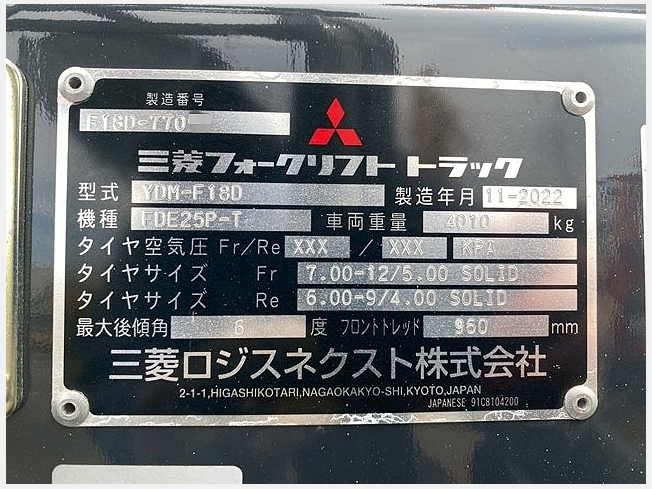 製造番号
F18D-770
三菱フォークリフト トラック
型式 YDM-F18D 製造年月 11-2022
機種 FDE25P-T 車両重量 4010 kg
タイヤ空気圧 Fr/Re XXX / XXX KPA
タイヤサイズ Fr 7.00-12/5.00 SOLID
タイヤサイズ Re 6.00-9/4.00 SOLID
最大後傾角 6 度 フロントトレッド 960 mm
三菱ロジスネクスト株式会社
2-1-1,HIGASHIKOTARI,NAGAOKAKYO-SHI,KYOTO,JAPAN
JAPANESE 91C8104200